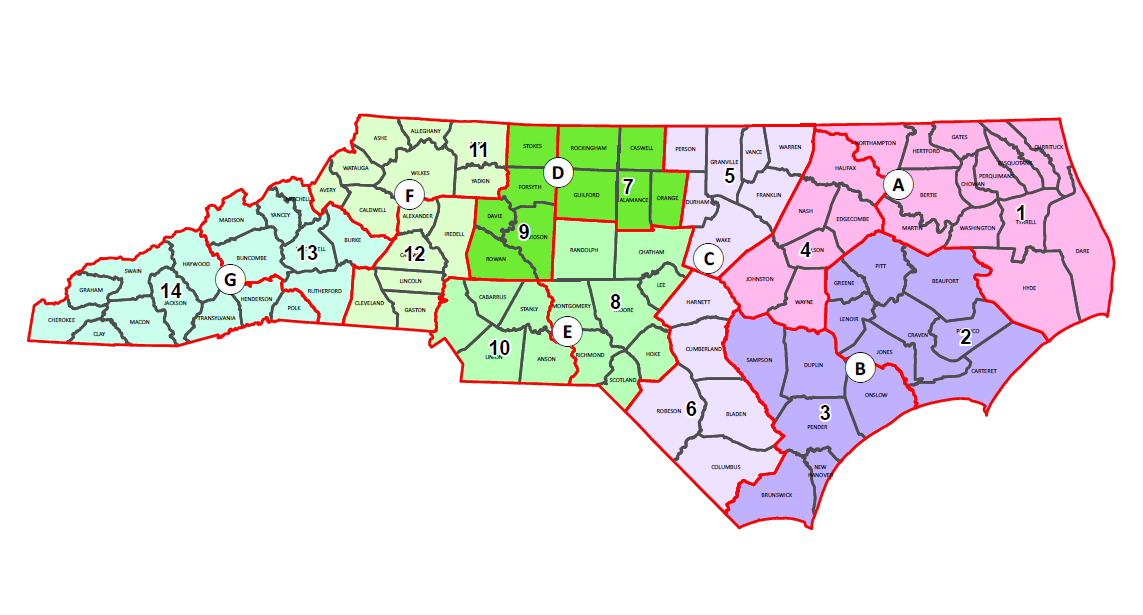 ASHE
ALLEGHANY
11
STOKES
ROCKINGHAM
CASWELL
PERSON
GRANVILLE
VANCE
WARREN
NORTHAMPTON
GATES
HERTFORD
WATAUGA
WILKES
YADKIN
D
FORSYTH
GUILFORD
7
ORANGE
DURHAM
5
FRANKLIN
HALIFAX
A
BERTIE
CHOWAN
PERQUIMANS
AVERY
F
CALDWELL
ALEXANDER
IREDELL
DAVIE
9
ROWAN
RANDOLPH
CHATHAM
C
WAKE
NASH
EDGECOMBE
MARTIN
WASHINGTON
1
DARE
MADISON
YANCEY
BURKE
12
4
JOHNSTON
PITT
HYDE
SWAIN
HAYWOOD
BUNCOMBE
13
LINCOLN
LEE
WAYNE
GREENE
BEAUFORT
GRAHAM
14
JACKSON
G
HENDERSON
POLK
RUTHERFORD
CLEVELAND
GASTON
CABARRUS
STANLY
MONTGOMERY
8
HARNETT
LENOIR
CHEROKEE
CLAY
MACON
TRANSYLVANIA
10
ANSON
E
RICHMOND
HOKE
SCOTLAND
CUMBERLAND
SAMPSON
DUPLIN
B
JONES
CRAVEN
2
CARTERET
ROBESON
6
BLADEN
3
PENDER
ONSLOW
COLUMBUS
BRUNSWICK
NEW
HANOVER